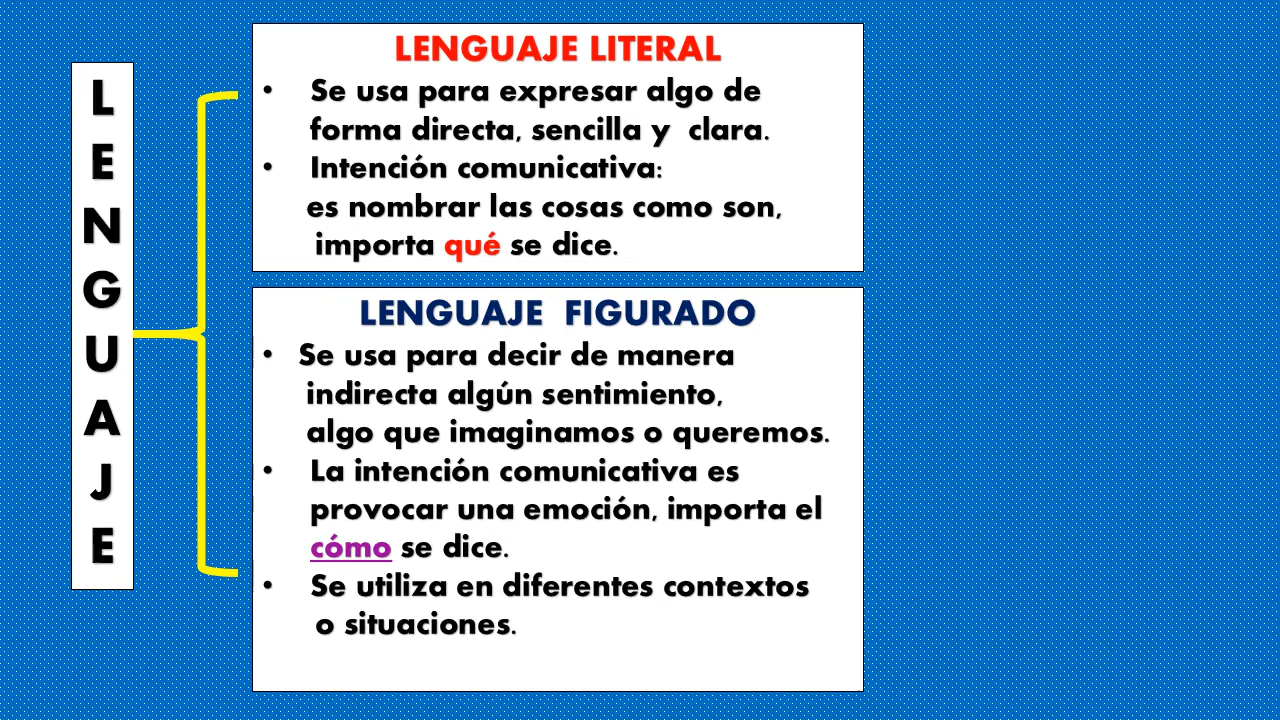 LENGUAJE
LENGUAJE LITERAL
• Se usa para expresar algo de
forma directa, sencilla y clara.
• Intención comunicativa:
es nombrar las cosas como son,
importa qué se dice.
LENGUAJE FIGURADO
• Se usa para decir de manera
indirecta algún sentimiento,
algo que imaginamos o queremos.
• La intención comunicativa es
provocar una emoción, importa el
cómo se dice.
• Se utiliza en diferentes contextos
o situaciones.